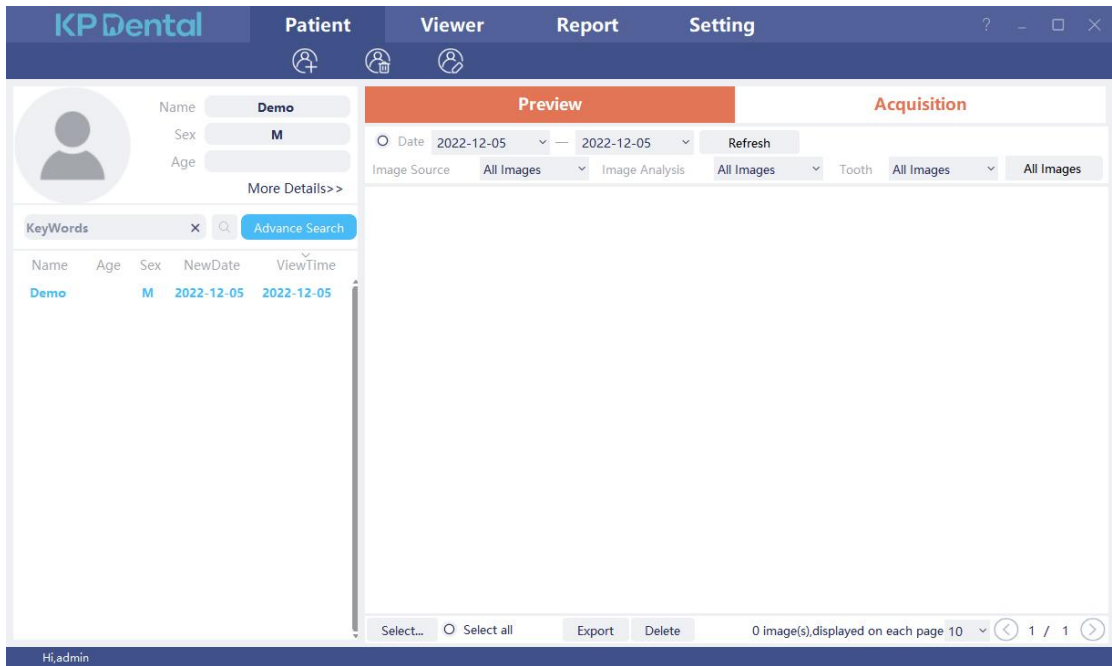 KP Dental Patient Viewer Report Setting ?
Name Demo
Sex M
Age
More Details>>
KeyWords Advance Search
Name Age Sex NewDate ViewTime
Demo M 2022-12-05 2022-12-05
Preview Acquisition
Date 2022-12-05 — 2022-12-05 Refresh
Image Source All Images Image Analysis All Images Tooth All Images All Images
Select... Select all Export Delete 0 image(s),displayed on each page 10 1 / 1
Hi,admin